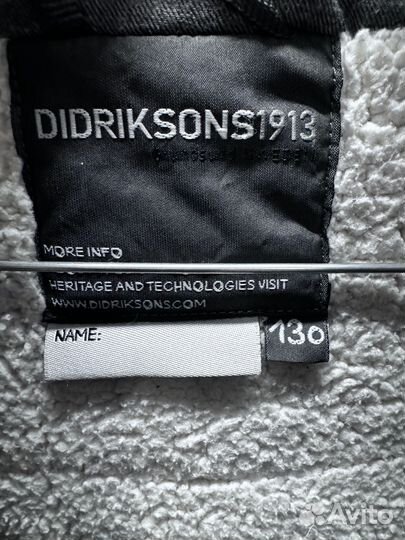 DIDRIKSONS1913
MORE INFO
HERITAGE AND TECHNOLOGIES VISIT
WWW.DIDRIKSONS.COM
NAME:
130
Avito